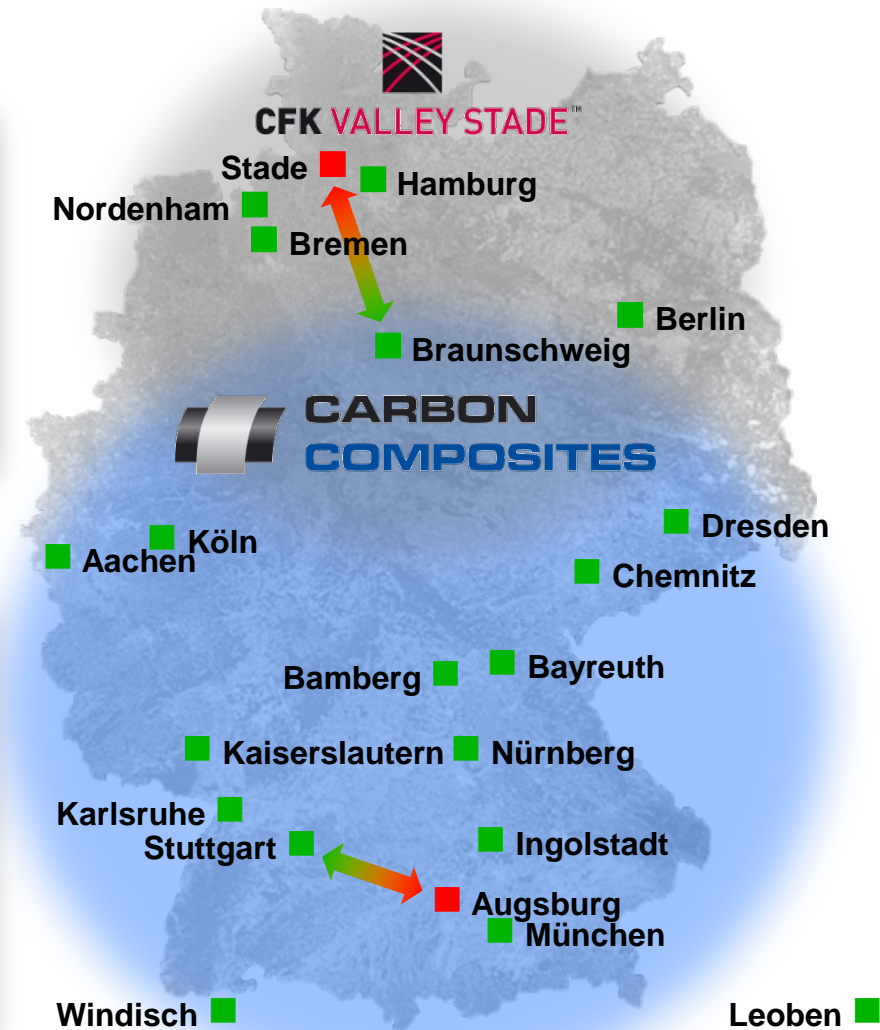 CFK VALLEY STADE™
Stade
Hamburg
Nordenham
Bremen
Berlin
Braunschweig
CARBON
COMPOSITES
Dresden
Köln
Aachen
Chemnitz
Bayreuth
Bamberg
Kaiserslautern
Nürnberg
Karlsruhe
Stuttgart
Ingolstadt
Augsburg
München
Windisch
Leoben